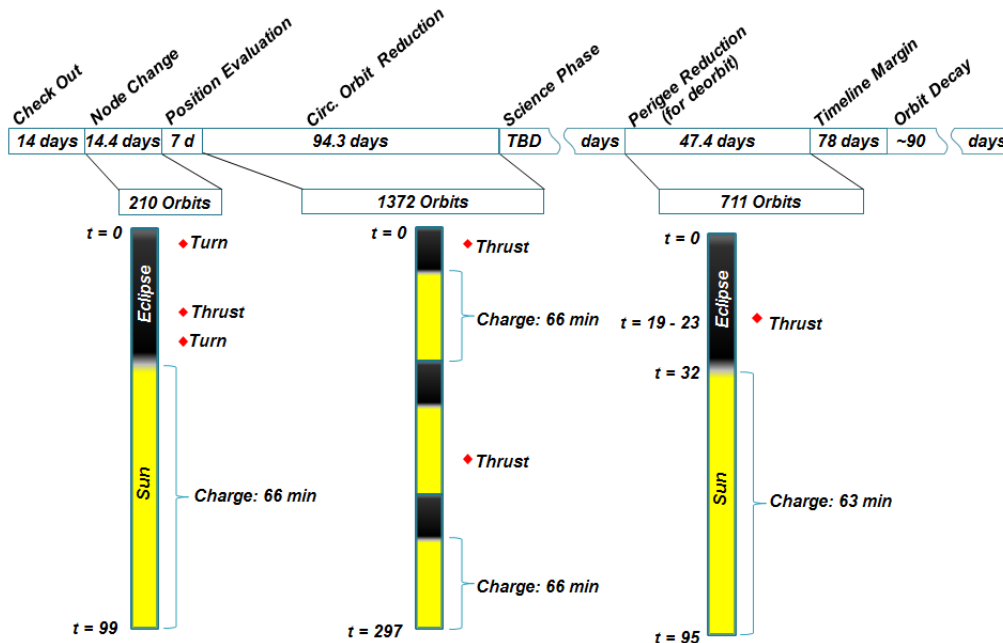 Check Out
Node Change
Position Evaluation
Circ. Orbit Reduction
Science Phase
Perigee Reduction
(for deorbit)
Timeline Margin
Orbit Decay
14 days
14.4 days
7 d
94.3 days
TBD
days
47.4 days
78 days
~90
days
210 Orbits
1372 Orbits
711 Orbits
t = 0
Turn
Eclipse
Thrust
Turn
Sun
Charge: 66 min
t = 99
t = 0
Thrust
Charge: 66 min
Thrust
Charge: 66 min
t = 297
t = 0
Eclipse
t = 19 - 23
Thrust
t = 32
Sun
Charge: 63 min
t = 95